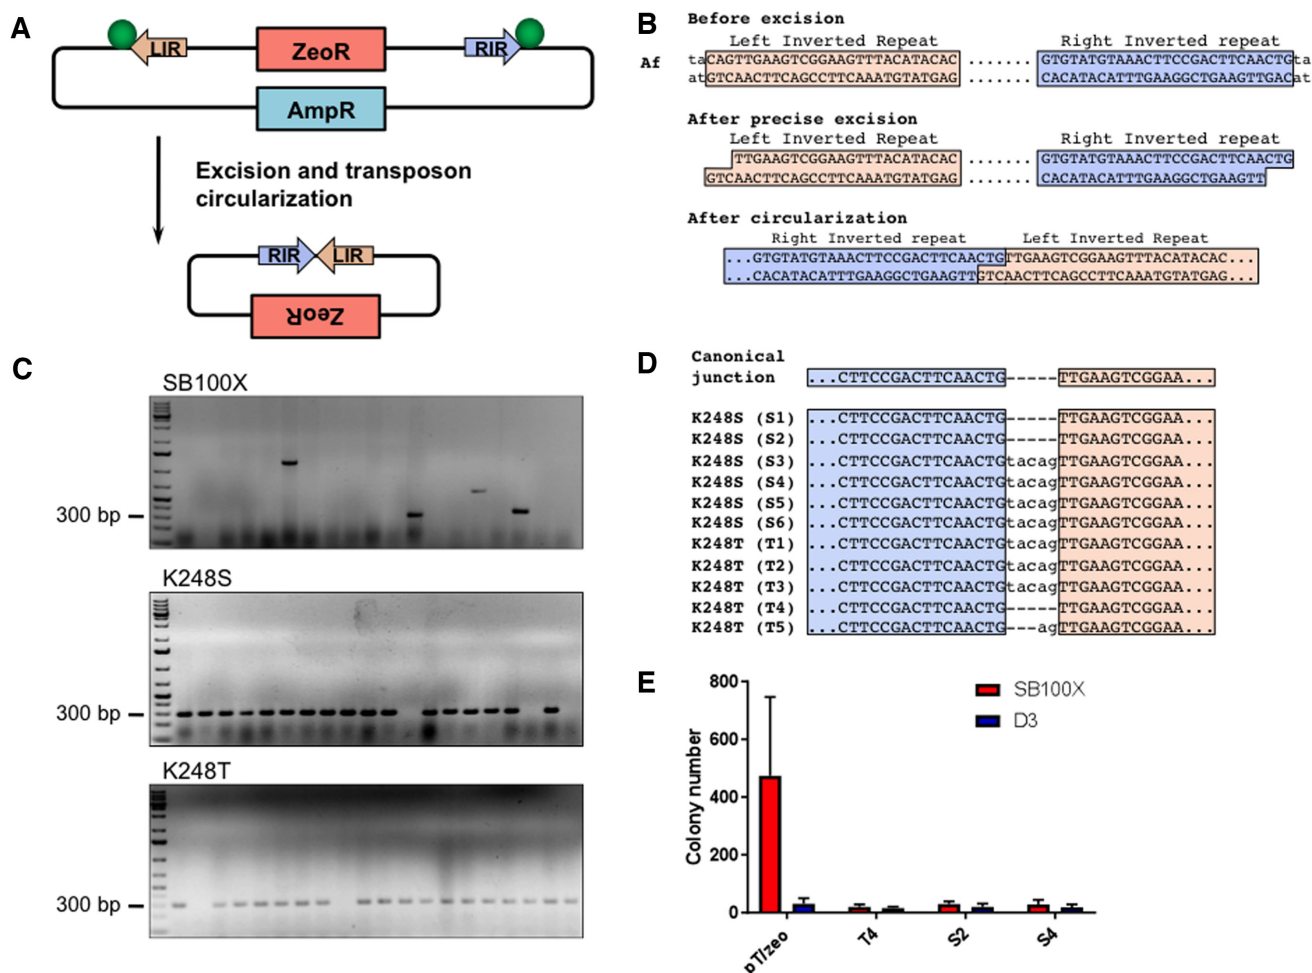 A
LIR
ZeoR
RIR
AmpR
Excision and transposon
circularization
RIR
LIR
ZeoR
B
Before excision
Left Inverted Repeat
Right Inverted repeat
Af
taCAGTTGAAGTCGGAAGTTTACATACAC ....... GTGTATGTAAACTTCCGACTTCAACTGta
atGTCAACTTCAGCCTTCAAATGTATGAG ....... CACATACATTTGAAGGCTGAAGTTGACat
After precise excision
Left Inverted Repeat
Right Inverted repeat
TTGAAGTCGGAAGTTTACATACAC ....... GTGTATGTAAACTTCCGACTTCAACTG
GTCAACTTCAGCCTTCAAATGTATGAG ....... CACATACATTTGAAGGCTGAAGTT
After circularization
Right Inverted repeat
Left Inverted Repeat
...GTGTATGTAAACTTCCGACTTCAACTGTTGAAGTCGGAAGTTTACATACAC...
...CACATACATTTGAAGGCTGAAGTTGTCAACTTCAGCCTTCAAATGTATGAG...
C
SB100X
300 bp
K248S
300 bp
K248T
300 bp
D
Canonical
junction ...CTTCCGACTTCAACTG-----TTGAAGTCGGAA...
K248S (S1) ...CTTCCGACTTCAACTG-----TTGAAGTCGGAA...
K248S (S2) ...CTTCCGACTTCAACTG-----TTGAAGTCGGAA...
K248S (S3) ...CTTCCGACTTCAACTGtacagTTGAAGTCGGAA...
K248S (S4) ...CTTCCGACTTCAACTGtacagTTGAAGTCGGAA...
K248S (S5) ...CTTCCGACTTCAACTGtacagTTGAAGTCGGAA...
K248S (S6) ...CTTCCGACTTCAACTGtacagTTGAAGTCGGAA...
K248T (T1) ...CTTCCGACTTCAACTGtacagTTGAAGTCGGAA...
K248T (T2) ...CTTCCGACTTCAACTGtacagTTGAAGTCGGAA...
K248T (T3) ...CTTCCGACTTCAACTGtacagTTGAAGTCGGAA...
K248T (T4) ...CTTCCGACTTCAACTG-----TTGAAGTCGGAA...
K248T (T5) ...CTTCCGACTTCAACTG---agTTGAAGTCGGAA...
E
Colony number
800
600
400
200
0
SB100X
D3
pT/zeo
T4
S2
S4